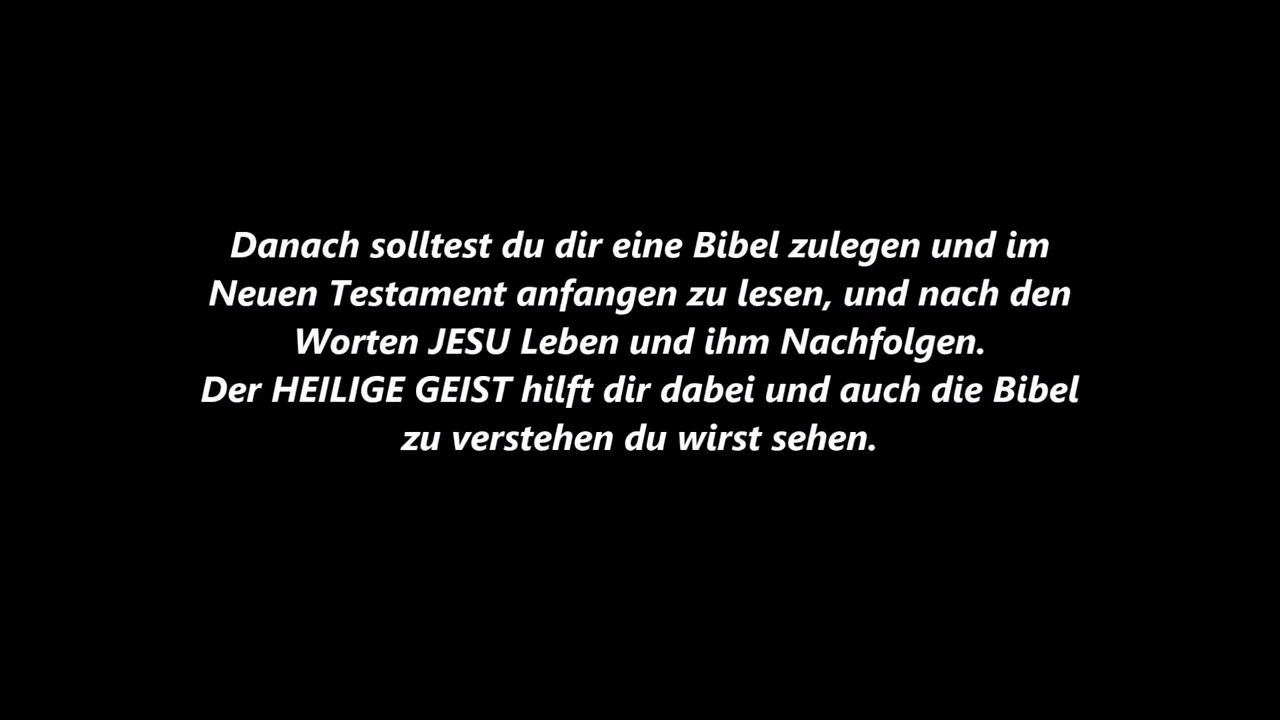 Danach solltest du dir eine Bibel zulegen und im
Neuen Testament anfangen zu lesen, und nach den
Worten JESU Leben und ihm Nachfolgen.
Der HEILIGE GEIST hilft dir dabei und auch die Bibel
zu verstehen du wirst sehen.